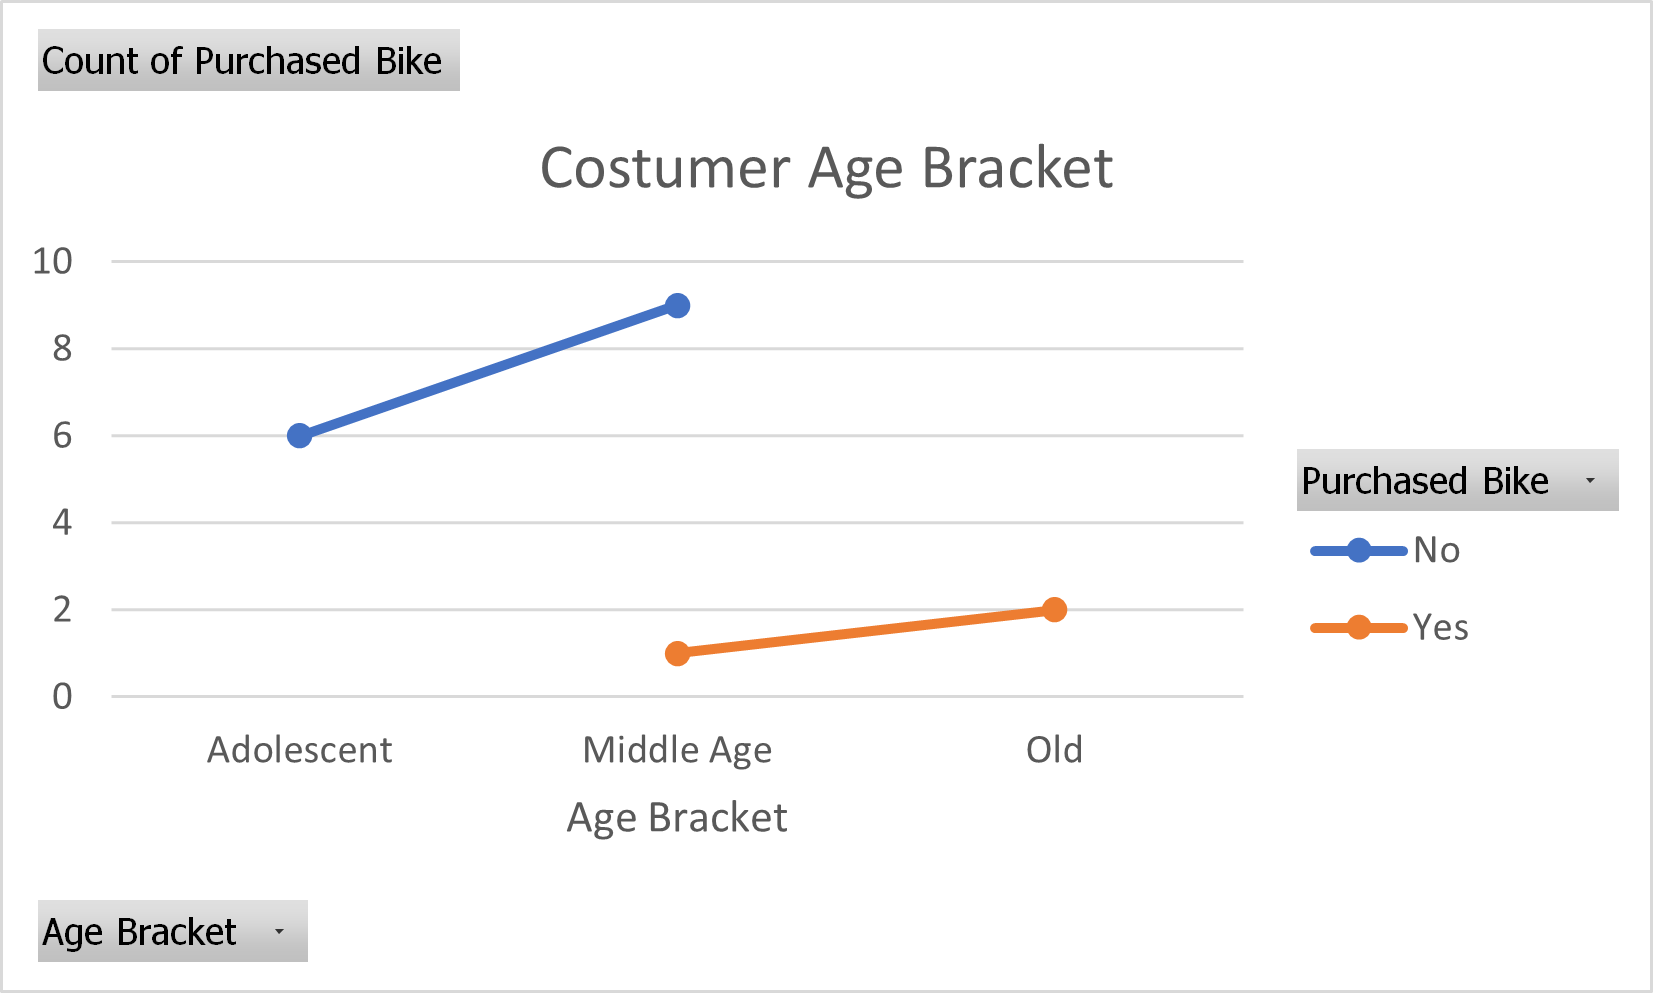 Count of Purchased Bike
Costumer Age Bracket
10
8
6
4
2
0
Adolescent Middle Age Old
Age Bracket
Purchased Bike
No
Yes
Age Bracket